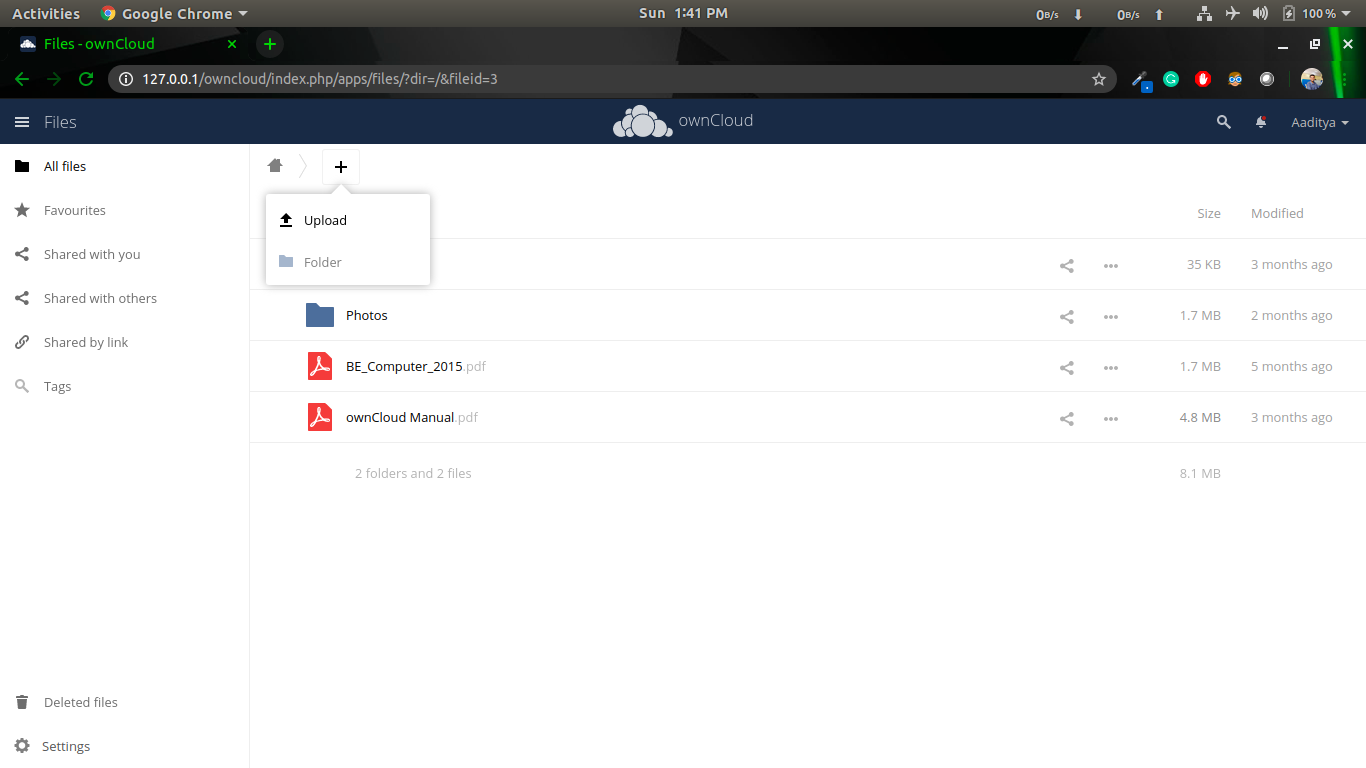 Activities Google Chrome Sun 1:41 PM 0B/s 0B/s 100 %
Files - ownCloud
127.0.0.1/owncloud/index.php/apps/files/?dir=/&fileid=3
Files ownCloud Aaditya
All files
Favourites
Shared with you
Shared with others
Shared by link
Tags
Deleted files
Settings
Upload
Folder
Size Modified
35 KB 3 months ago
Photos 1.7 MB 2 months ago
BE_Computer_2015.pdf 1.7 MB 5 months ago
ownCloud Manual.pdf 4.8 MB 3 months ago
2 folders and 2 files 8.1 MB